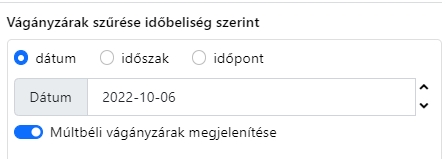 Vágányzárak szűrése időbeliség szerint
dátum időszak időpont
Dátum 2022-10-06
Múltbéli vágányzárak megjelenítése